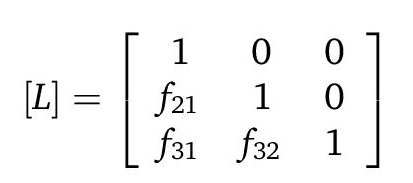 [L] = [ 1 0 0
f₂₁ 1 0
f₃₁ f₃₂ 1 ]